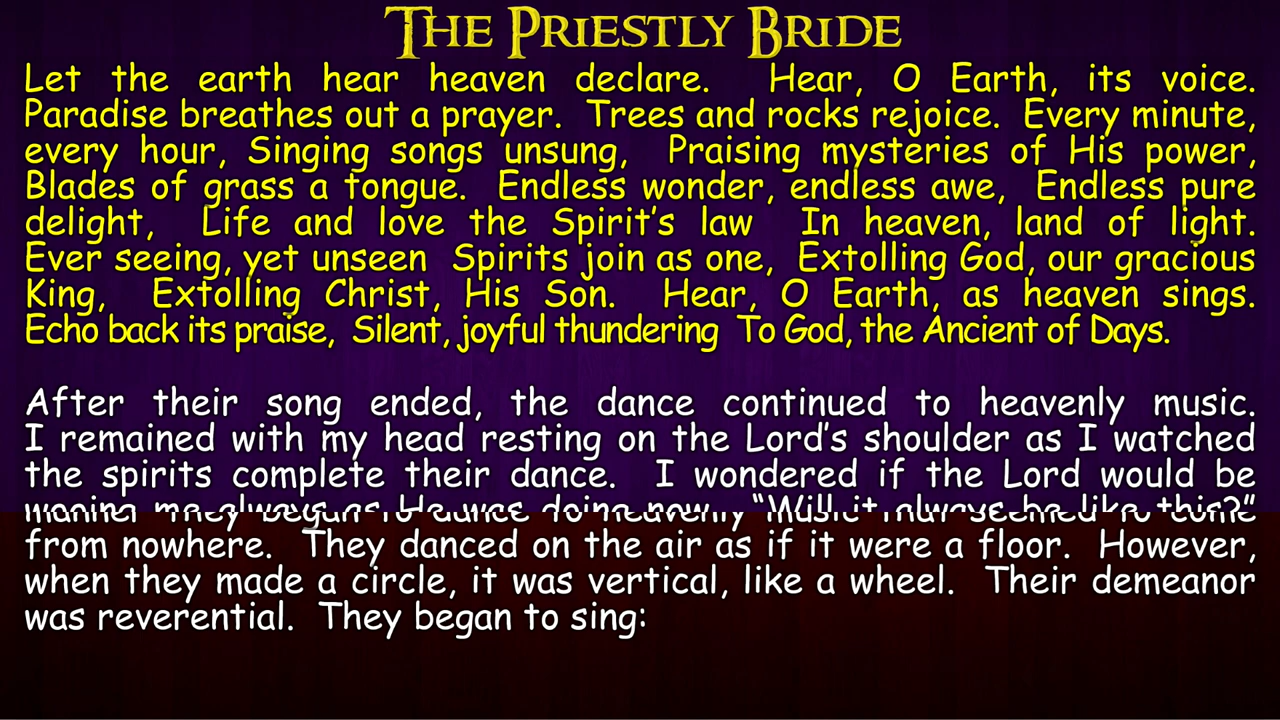 The Priestly Bride
Let the earth hear heaven declare. Hear, O Earth, its voice.
Paradise breathes out a prayer. Trees and rocks rejoice. Every minute,
every hour, Singing songs unsung, Praising mysteries of His power,
Blades of grass a tongue. Endless wonder, endless awe, Endless pure
delight, Life and love the Spirit's law In heaven, land of light.
Ever seeing, yet unseen Spirits join as one, Extolling God, our gracious
King, Extolling Christ, His Son. Hear, O Earth, as heaven sings.
Echo back its praise, Silent, joyful thundering To God, the Ancient of Days.
After their song ended, the dance continued to heavenly music.
I remained with my head resting on the Lord's shoulder as I watched
the spirits complete their dance. I wondered if the Lord would be
from nowhere. They danced on the air as if it were a floor. However,
when they made a circle, it was vertical, like a wheel. Their demeanor
was reverential. They began to sing: